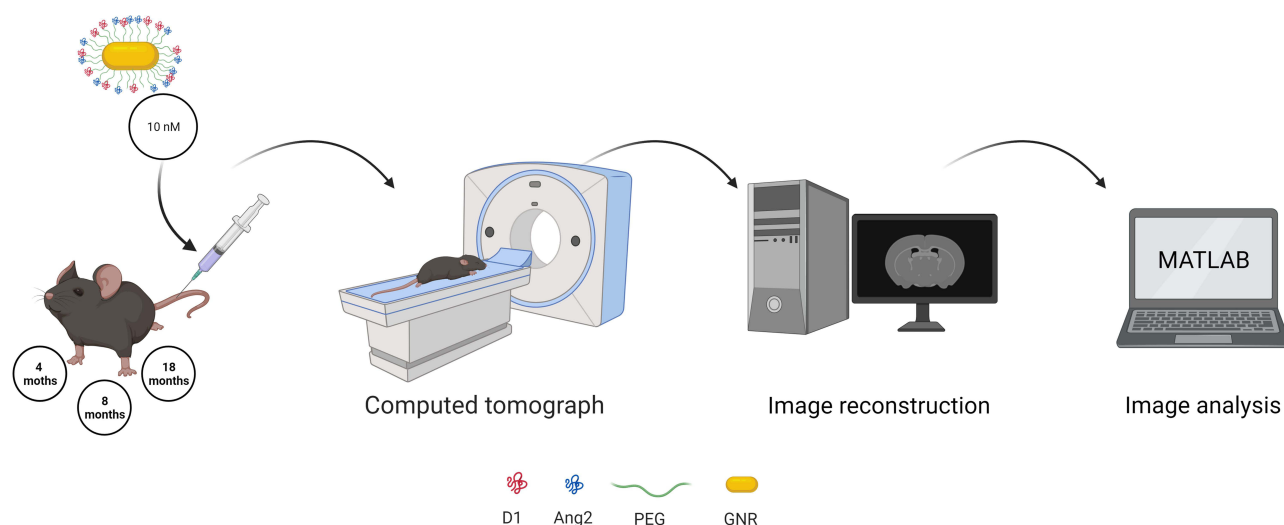 10 nM
4
moths
8
months
18
months
Computed tomograph
Image reconstruction
MATLAB
Image analysis
D1
Ang2
PEG
GNR